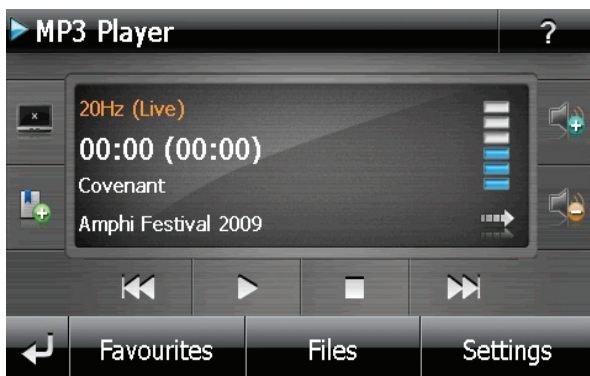 MP3 Player ?
20Hz (Live)
00:00 (00:00)
Covenant
Amphi Festival 2009
Favourites Files Settings